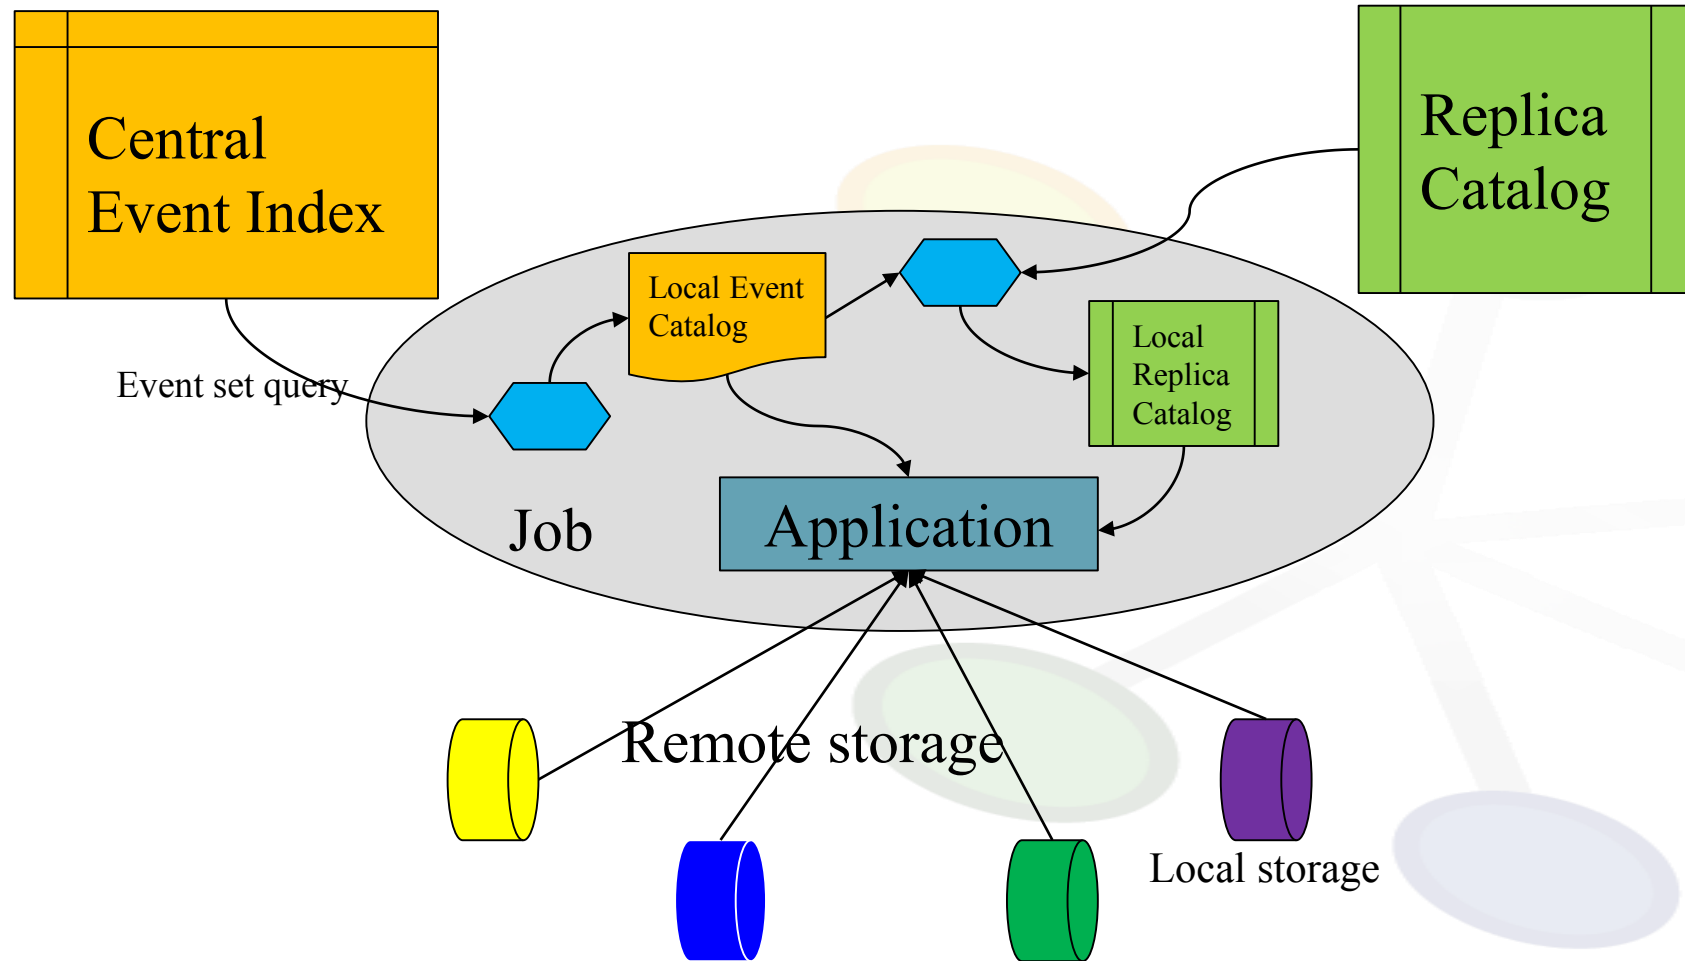 Central
Event Index
Replica
Catalog
Local Event
Catalog
Local
Replica
Catalog
Event set query
Job
Application
Remote storage
Local storage